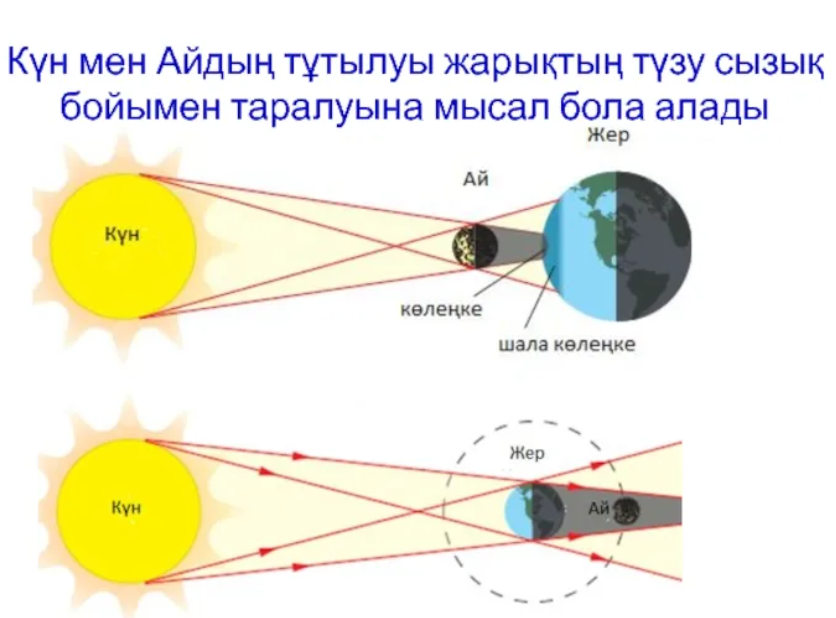 Күн мен Айдың тұтылуы жарықтың түзу сызық
бойымен таралуына мысал бола алады
Жер
Ай
Күн
көлеңке
шала көлеңке
Жер
Күн
Ай